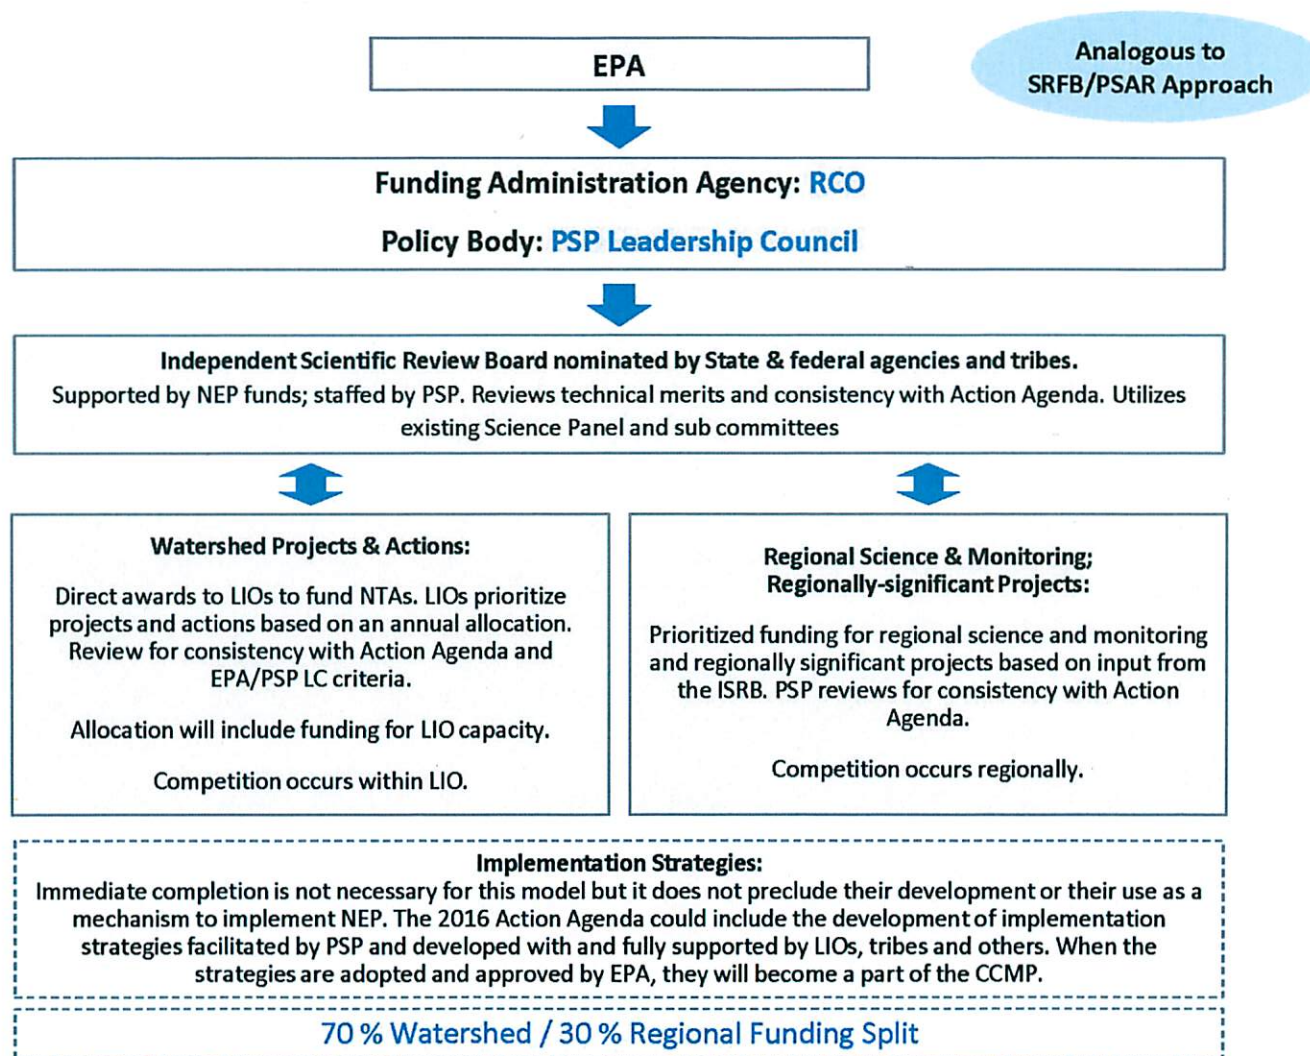 EPA
Analogous to
SRFB/PSAR Approach
Funding Administration Agency: RCO
Policy Body: PSP Leadership Council
Independent Scientific Review Board nominated by State & federal agencies and tribes.
Supported by NEP funds; staffed by PSP. Reviews technical merits and consistency with Action Agenda. Utilizes
existing Science Panel and sub committees
Watershed Projects & Actions:
Direct awards to LIOs to fund NTAs. LIOs prioritize
projects and actions based on an annual allocation.
Review for consistency with Action Agenda and
EPA/PSP LC criteria.
Allocation will include funding for LIO capacity.
Competition occurs within LIO.
Regional Science & Monitoring;
Regionally-significant Projects:
Prioritized funding for regional science and monitoring
and regionally significant projects based on input from
the ISRB. PSP reviews for consistency with Action
Agenda.
Competition occurs regionally.
Implementation Strategies:
Immediate completion is not necessary for this model but it does not preclude their development or their use as a
mechanism to implement NEP. The 2016 Action Agenda could include the development of implementation
strategies facilitated by PSP and developed with and fully supported by LIOs, tribes and others. When the
strategies are adopted and approved by EPA, they will become a part of the CCMP.
70 % Watershed / 30 % Regional Funding Split